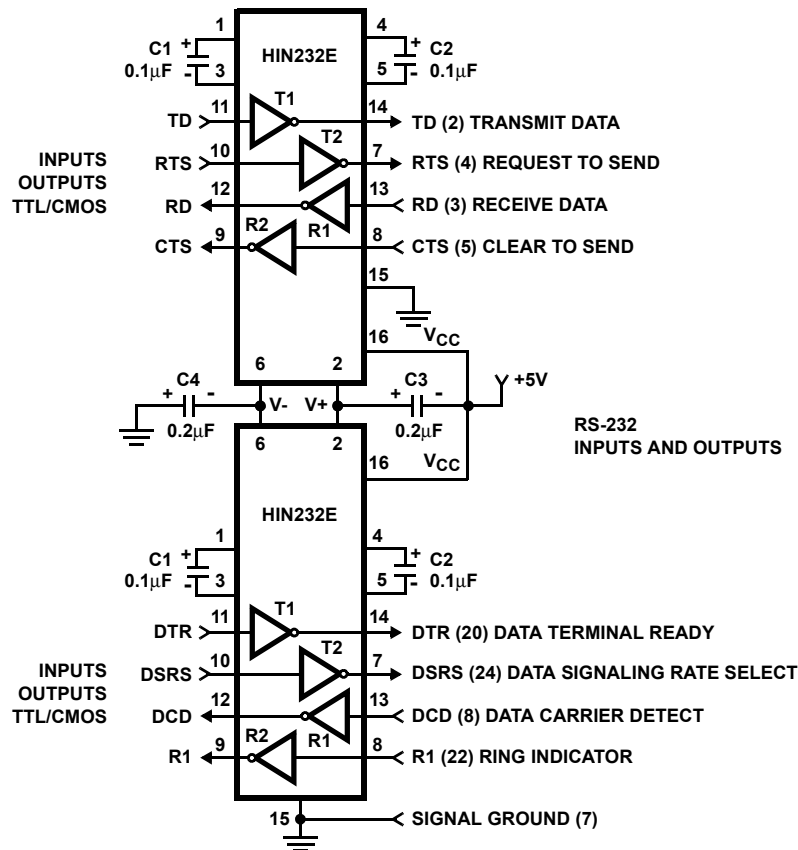 1
4
C1 +
0.1µF
-
3
HIN232E
+ C2
0.1µF
-
5
T1
TD 11 14 TD (2) TRANSMIT DATA
T2
RTS 10 7 RTS (4) REQUEST TO SEND
INPUTS
OUTPUTS
TTL/CMOS
RD 12 13 RD (3) RECEIVE DATA
R2 R1
CTS 9 8 CTS (5) CLEAR TO SEND
15
16 VCC
6 2
C4
+ -
0.2µF
V- V+
C3
+ -
0.2µF
+5V
RS-232
INPUTS AND OUTPUTS
6 2
16 VCC
HIN232E
1
4
C1 +
0.1µF
-
3
+ C2
0.1µF
-
5
T1
DTR 11 14 DTR (20) DATA TERMINAL READY
T2
DSRS 10 7 DSRS (24) DATA SIGNALING RATE SELECT
INPUTS
OUTPUTS
TTL/CMOS
DCD 12 13 DCD (8) DATA CARRIER DETECT
R2 R1
R1 9 8 R1 (22) RING INDICATOR
15 SIGNAL GROUND (7)